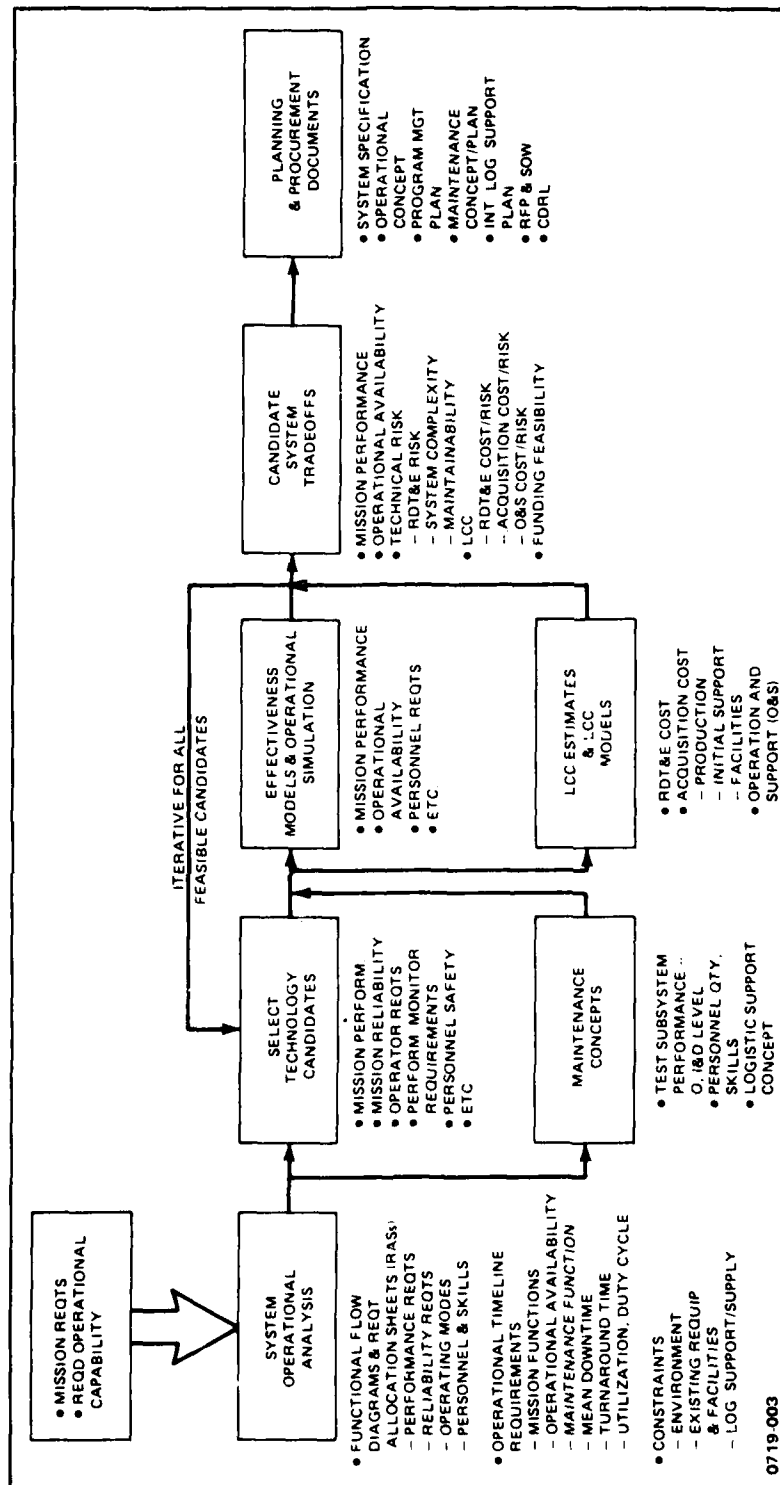 • MISSION REQTS
• REQD OPERATIONAL
CAPABILITY
SYSTEM
OPERATIONAL
ANALYSIS
• FUNCTIONAL FLOW
DIAGRAMS & REQT
ALLOCATION SHEETS (RASs)
– PERFORMANCE REQTS
– RELIABILITY REQTS
– OPERATING MODES
– PERSONNEL & SKILLS
• OPERATIONAL TIMELINE
REQUIREMENTS
– MISSION FUNCTIONS
– OPERATIONAL AVAILABILITY
– MAINTENANCE FUNCTION
– MEAN DOWNTIME
– TURNAROUND TIME
– UTILIZATION, DUTY CYCLE
• CONSTRAINTS
– ENVIRONMENT
– EXISTING REQUIP
& FACILITIES
– LOG SUPPORT/SUPPLY
ITERATIVE FOR ALL
FEASIBLE CANDIDATES
SELECT
TECHNOLOGY
CANDIDATES
• MISSION PERFORM
• MISSION RELIABILITY
• OPERATOR REQTS
• PERFORM MONITOR
REQUIREMENTS
• PERSONNEL SAFETY
• ETC
MAINTENANCE
CONCEPTS
• TEST SUBSYSTEM
PERFORMANCE –
O, I&D LEVEL
• PERSONNEL QTY,
SKILLS
• LOGISTIC SUPPORT
CONCEPT
EFFECTIVENESS
MODELS & OPERATIONAL
SIMULATION
• MISSION PERFORMANCE
• OPERATIONAL
AVAILABILITY
• PERSONNEL REQTS
• ETC
LCC ESTIMATES
& LCC
MODELS
• RDT&E COST
• ACQUISITION COST
– PRODUCTION
– INITIAL SUPPORT
– FACILITIES
• OPERATION AND
SUPPORT (O&S)
CANDIDATE
SYSTEM
TRADEOFFS
• MISSION PERFORMANCE
• OPERATIONAL AVAILABILITY
• TECHNICAL RISK
– RDT&E RISK
– SYSTEM COMPLEXITY
– MAINTAINABILITY
• LCC
– RDT&E COST/RISK
– ACQUISITION COST/RISK
– O&S COST/RISK
• FUNDING FEASIBILITY
PLANNING
& PROCUREMENT
DOCUMENTS
• SYSTEM SPECIFICATION
• OPERATIONAL
CONCEPT
• PROGRAM MGT
PLAN
• MAINTENANCE
CONCEPT/PLAN
• INT LOG SUPPORT
PLAN
• RFP & SOW
• CDRL
0719-003